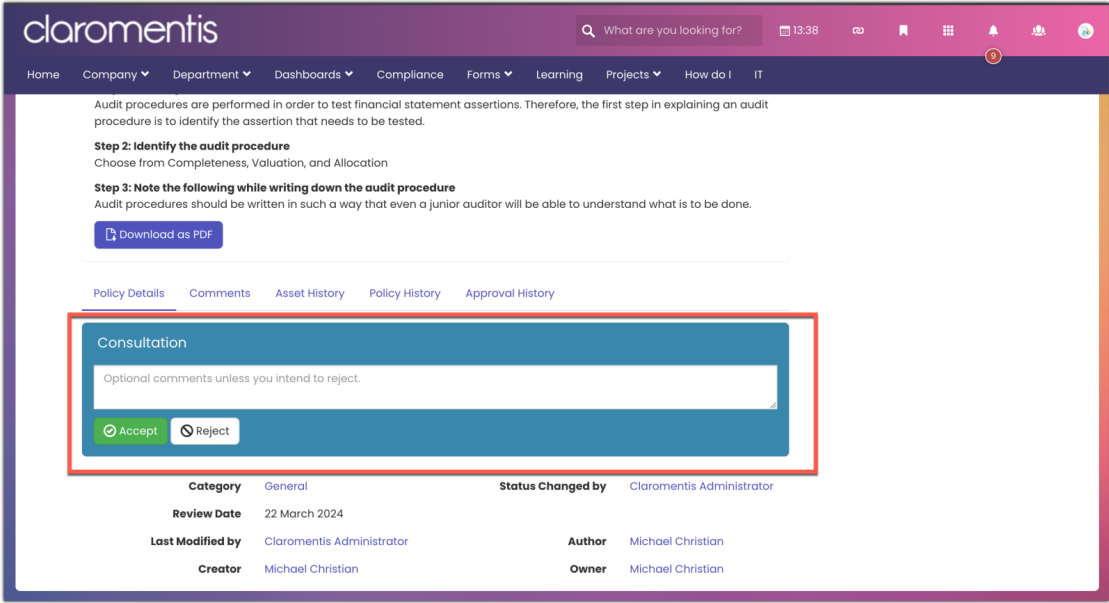 claromentis
What are you looking for?
13:38
9
Home Company Department Dashboards Compliance Forms Learning Projects How do I IT
Audit procedures are performed in order to test financial statement assertions. Therefore, the first step in explaining an audit
procedure is to identify the assertion that needs to be tested.
Step 2: Identify the audit procedure
Choose from Completeness, Valuation, and Allocation
Step 3: Note the following while writing down the audit procedure
Audit procedures should be written in such a way that even a junior auditor will be able to understand what is to be done.
Download as PDF
Policy Details Comments Asset History Policy History Approval History
Consultation
Optional comments unless you intend to reject.
Accept Reject
Category General Status Changed by Claromentis Administrator
Review Date 22 March 2024
Last Modified by Claromentis Administrator Author Michael Christian
Creator Michael Christian Owner Michael Christian